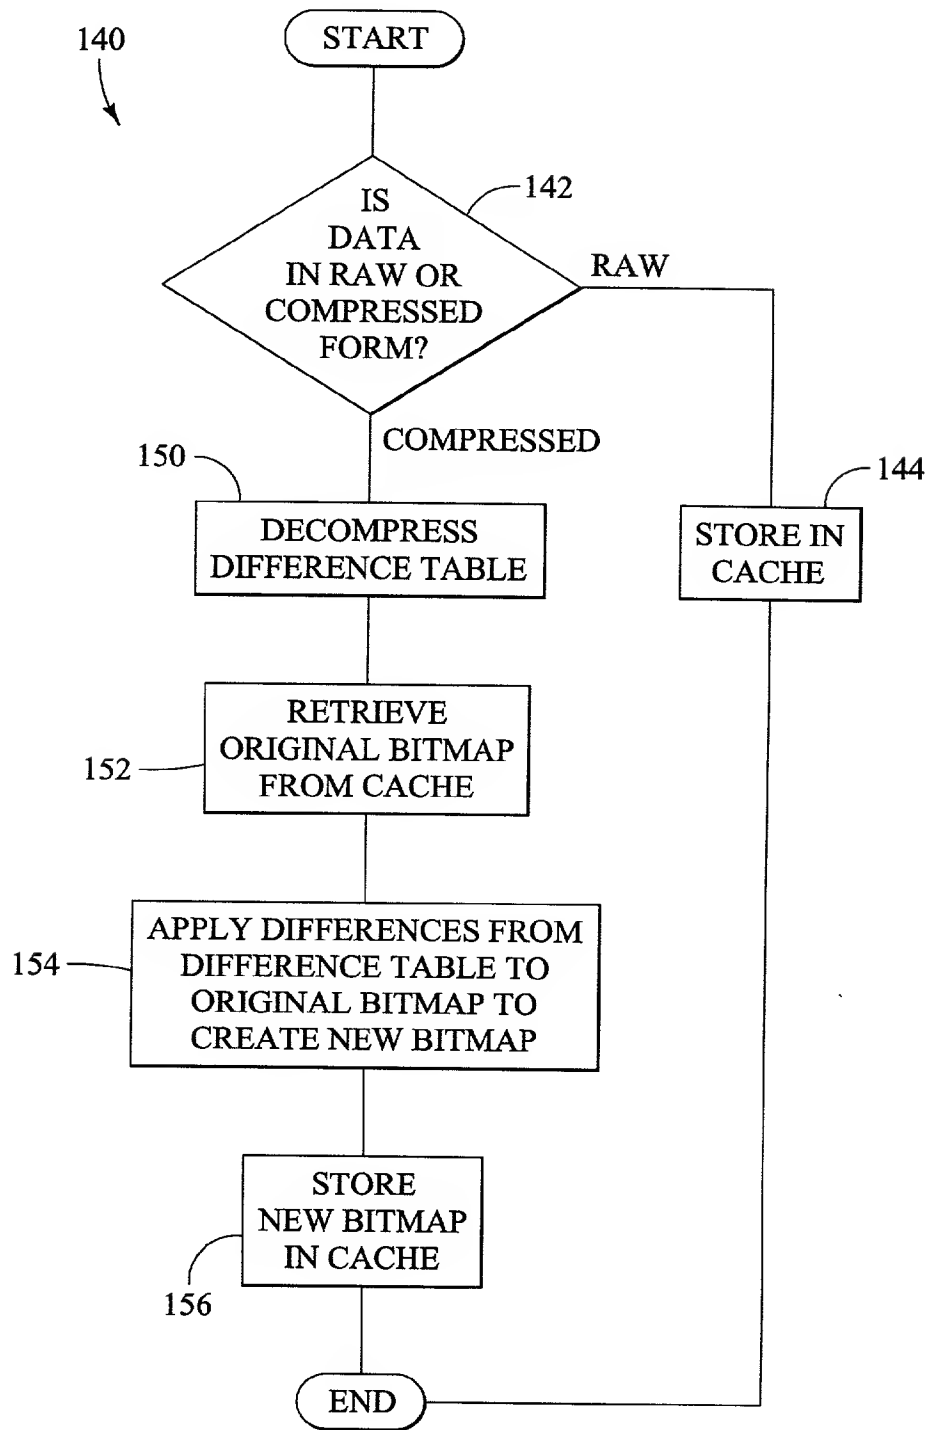 START
140
142
IS
DATA
IN RAW OR
COMPRESSED
FORM?
RAW
COMPRESSED
150
144
DECOMPRESS
DIFFERENCE TABLE
STORE IN
CACHE
RETRIEVE
ORIGINAL BITMAP
FROM CACHE
152
APPLY DIFFERENCES FROM
DIFFERENCE TABLE TO
ORIGINAL BITMAP TO
CREATE NEW BITMAP
154
STORE
NEW BITMAP
IN CACHE
156
END